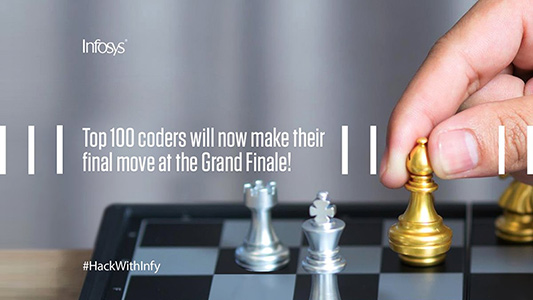 Infosys®
Top 100 coders will now make their
final move at the Grand Finale!
#HackWithInfy